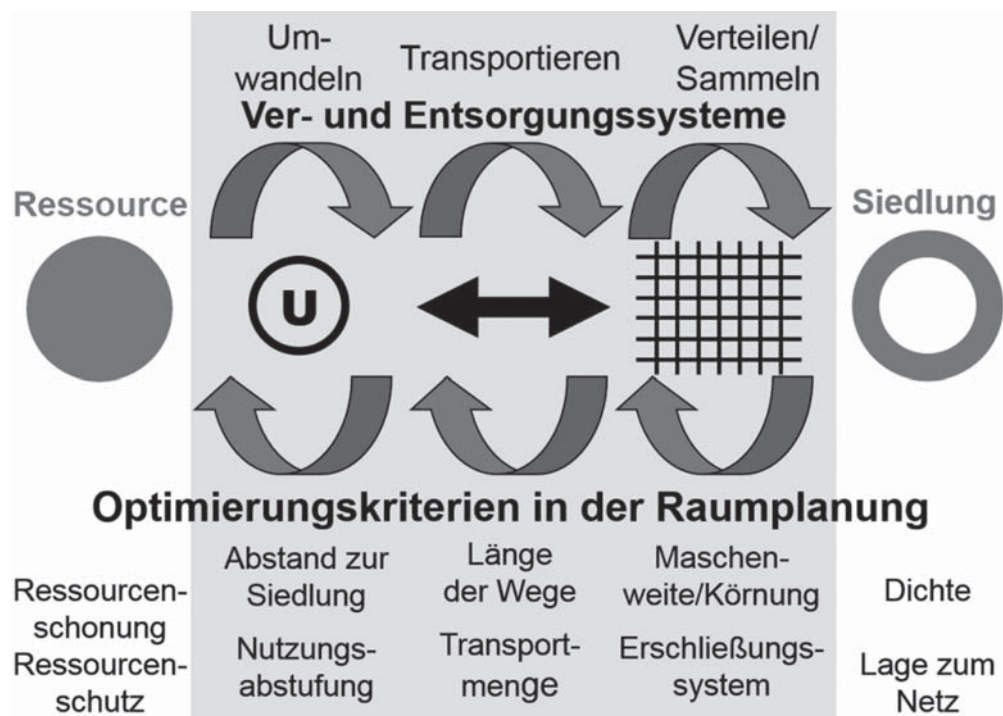 Um-
wandeln
Transportieren
Verteilen/
Sammeln
Ver- und Entsorgungssysteme
Ressource
Siedlung
U
Optimierungskriterien in der Raumplanung
Ressourcen-
schonung
Ressourcen-
schutz
Abstand zur
Siedlung
Nutzungs-
abstufung
Länge
der Wege
Transport-
menge
Maschen-
weite/Körnung
Erschließungs-
system
Dichte
Lage zum
Netz